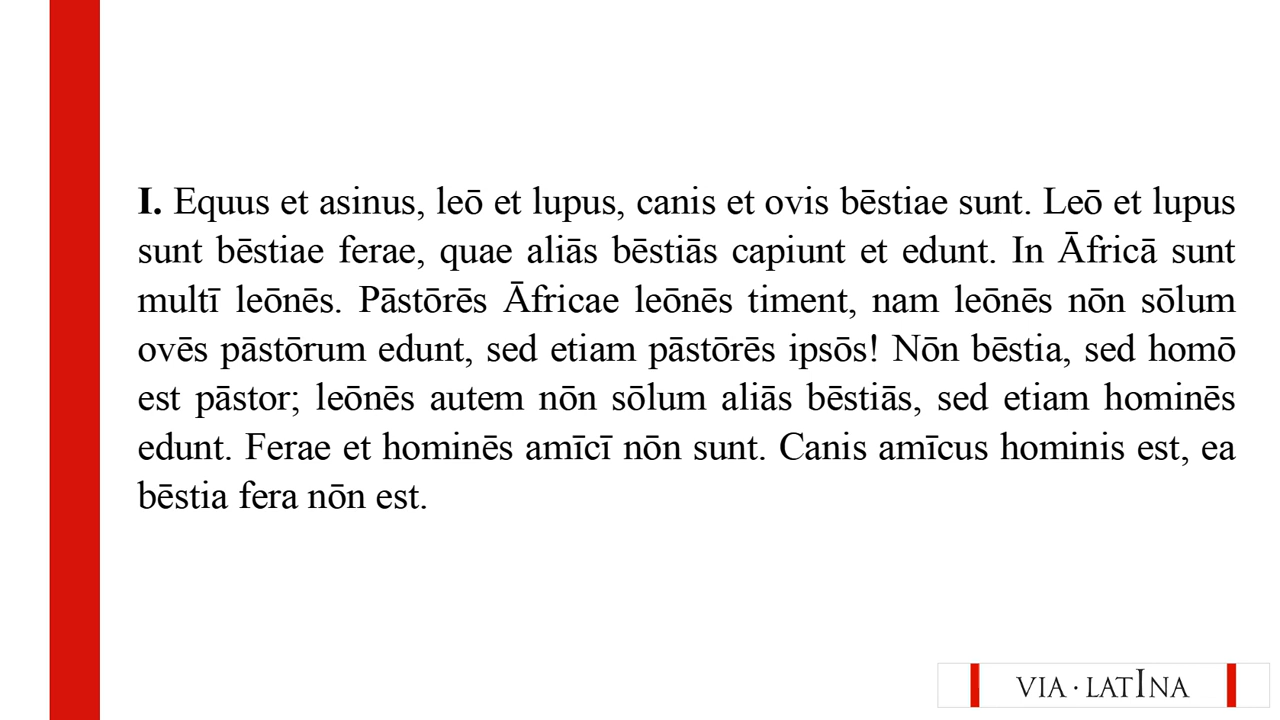 I. Equus et asinus, leō et lupus, canis et ovis bēstiae sunt. Leō et lupus
sunt bēstiae ferae, quae aliās bēstiās capiunt et edunt. In Āfricā sunt
multī leōnēs. Pāstōrēs Āfricae leōnēs timent, nam leōnēs nōn sōlum
ovēs pāstōrum edunt, sed etiam pāstōrēs ipsōs! Nōn bēstia, sed homō
est pāstor; leōnēs autem nōn sōlum aliās bēstiās, sed etiam hominēs
edunt. Ferae et hominēs amīcī nōn sunt. Canis amīcus hominis est, ea
bēstia fera nōn est.
VIA · LATINA